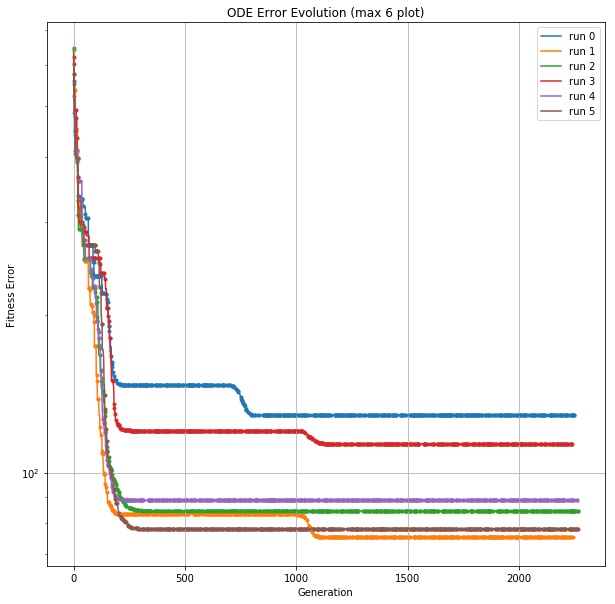 ODE Error Evolution (max 6 plot)
run 0
run 1
run 2
run 3
run 4
run 5
Fitness Error
10²
0
500
1000
1500
2000
Generation